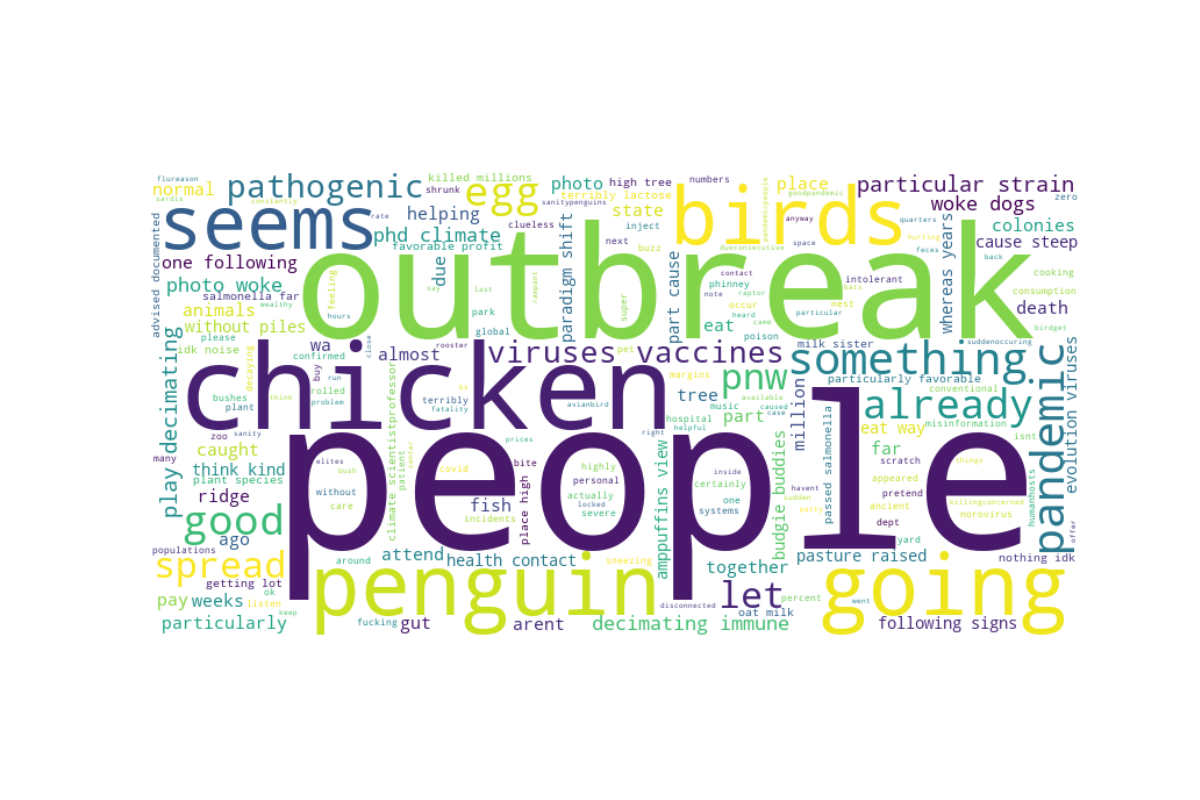 flureason
sardis
normal
constantly
pathogenic
killed millions
shrunk
egg
photo
high tree
numbers
terribly lactose
sanitypenguins
place
goodpandemic
pandemicpeople
particular strain
zero
woke dogs
quarters
hurting
seems
helping
clueless
state
inject
birds
anyway
space
feces
colonies
cause steep
back
whereas years
phd climate
favorable profit
due
next
buzz
dueconsecutive
paradigm shift
part cause
one following
photo woke
salmonella far
wealthy
feeling
hours
animals
please
without piles
advised documented
outbreak
say
last
park
global
rampant
super
phinney
eat
contact
note
raptor
occur
heard
came
bats
nest
particular
poison
intolerant
cooking
consumption
death
birdget
suddenoccuring
idk noise
wa
confirmed
close
rooster
almost
viruses vaccines
pet
milk sister
something
pandemic
evolution viruses
play decimating
decaying
buy
run
rolled
think
problem
bushes
plant
chicken
terribly
fatality
ks
avianbird
margins
pnw
available
caused
tree
music
case
part
hospital
helpful
right
million
particularly favorable
conventional
already
misinformation
eat way
isnt
far
zoo
sanity
many
caught
think kind
plant species
ridge
elites
bush
without
care
climate scientistprofessor
patient
center
covid
bite
highly
personal
actually
locked
severe
fish
incidents
place high
people
amppuffins view
inside
certainly
one
systems
budgie buddies
havent
sudden
patty
passed salmonella
scratch
appeared
things
pretend
ancient
killingconcerned
dept
norovirus
yard
humanhosts
offer
good
ago
populations
spread
getting lot
ok
pay
weeks
listen
keep
particularly
around
attend
health contact
sneezing
together
pasture raised
nothing idk
penguin
fucking
gut
arent
decimating immune
disconnected
let
oat milk
percent
went
going
following signs
prices